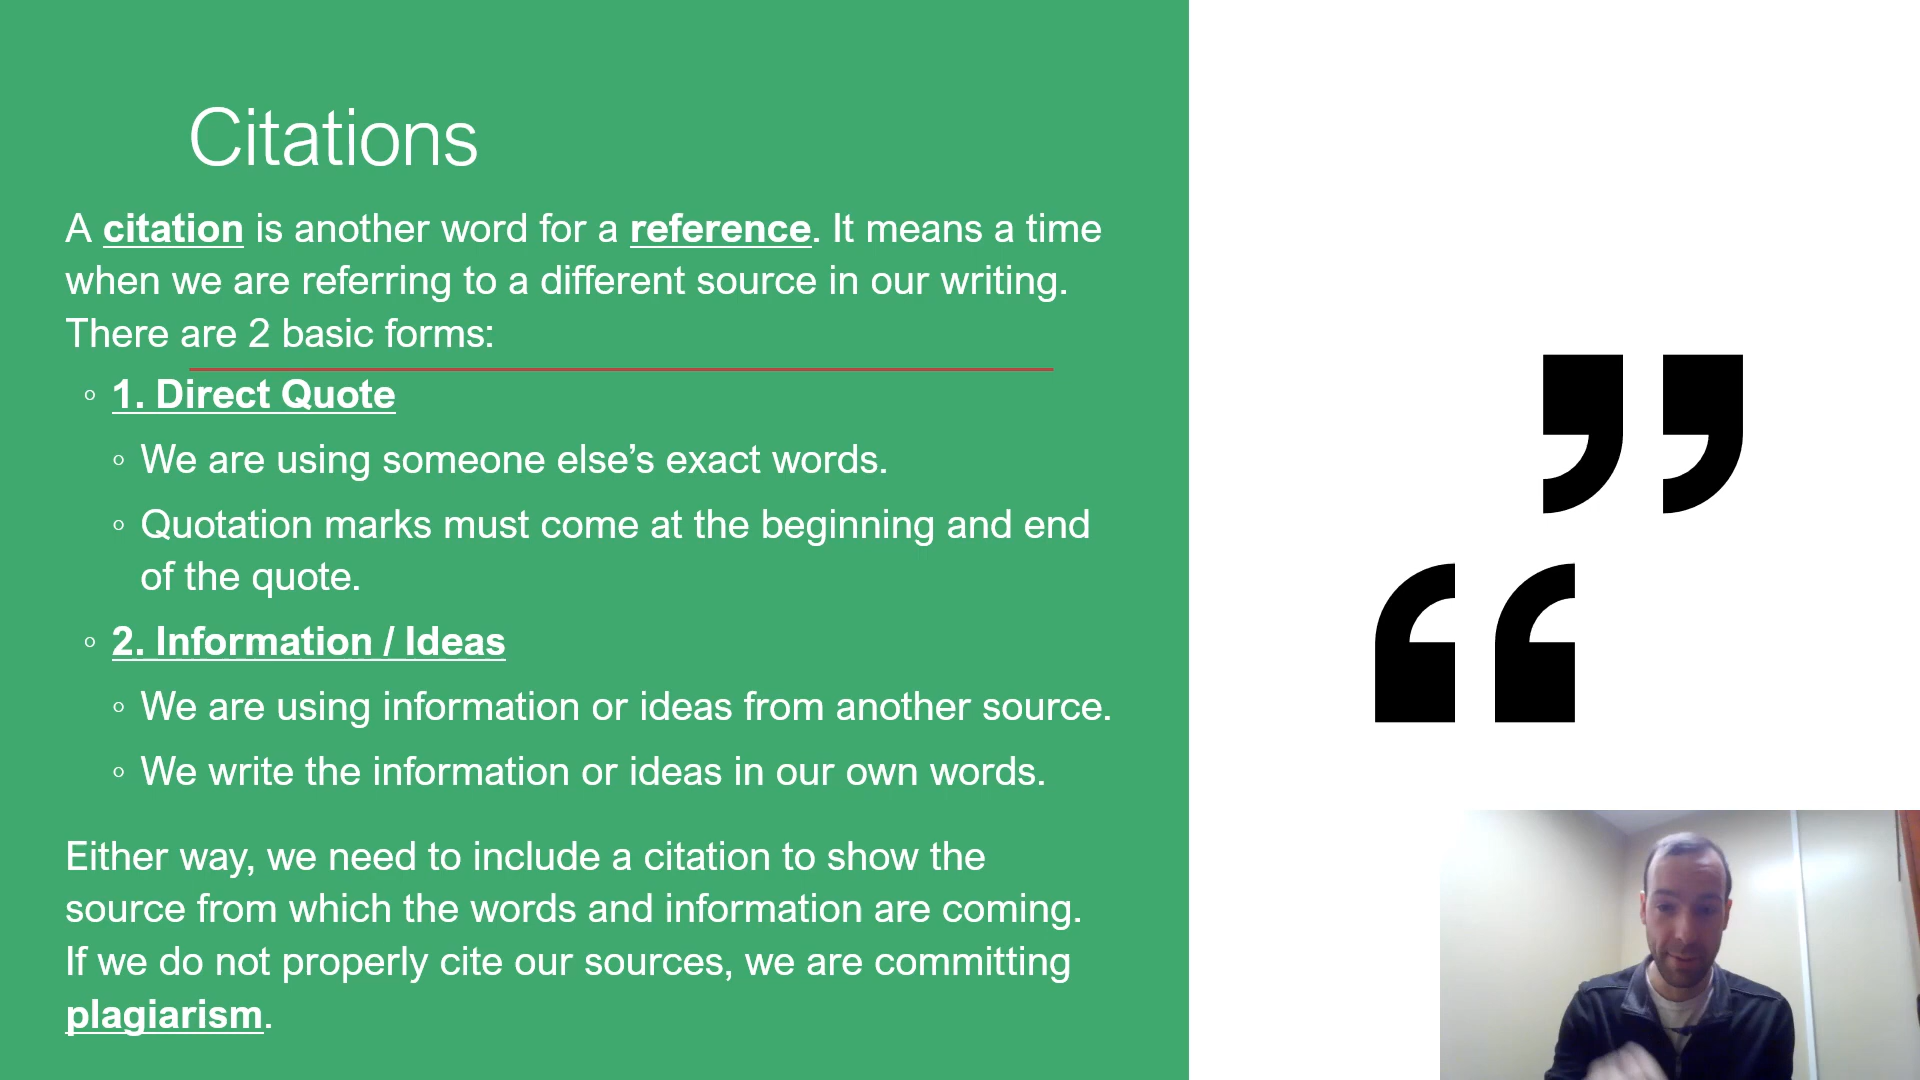 Citations
A citation is another word for a reference. It means a time
when we are referring to a different source in our writing.
There are 2 basic forms:
◦ 1. Direct Quote
◦ We are using someone else’s exact words.
◦ Quotation marks must come at the beginning and end
of the quote.
◦ 2. Information / Ideas
◦ We are using information or ideas from another source.
◦ We write the information or ideas in our own words.
Either way, we need to include a citation to show the
source from which the words and information are coming.
If we do not properly cite our sources, we are committing
plagiarism.